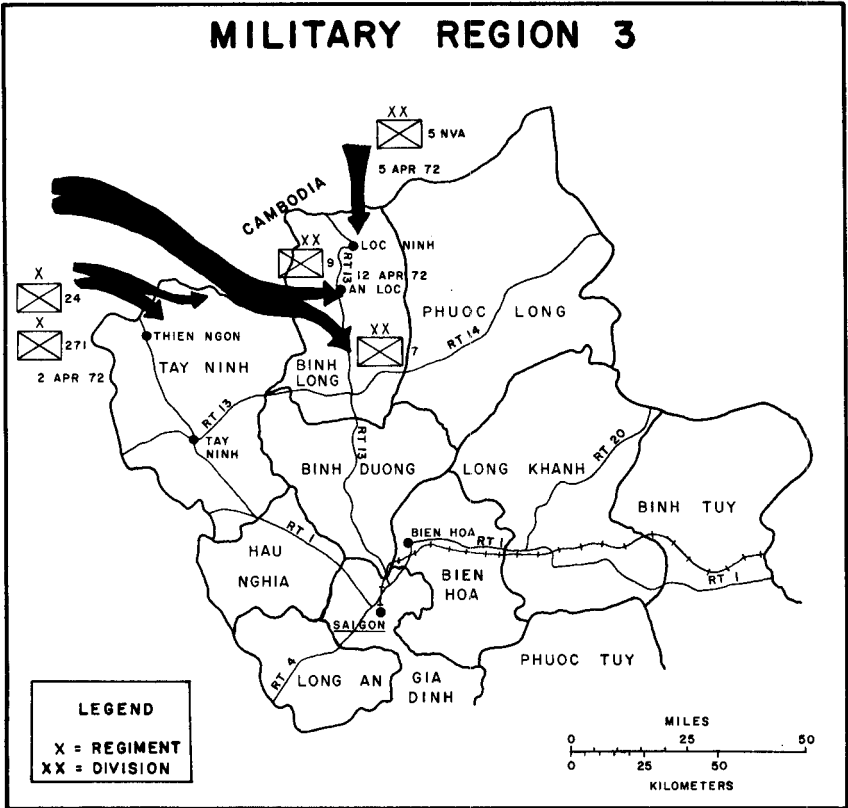 MILITARY REGION 3
XX
5 NVA
5 APR 72
CAMBODIA
LOC NINH
XX
9
RT 13
12 APR 72
AN LOC
X
24
X
271
2 APR 72
THIEN NGON
TAY NINH
XX
7
PHUOC LONG
RT 14
BINH
LONG
RT 13
TAY
NINH
RT 13
BINH DUONG
LONG KHANH
RT 20
BINH TUY
RT 1
HAU
NGHIA
BIEN HOA
RT 1
BIEN
HOA
RT 1
SAIGON
RT 4
LONG AN
GIA
DINH
PHUOC TUY
LEGEND
X = REGIMENT
XX = DIVISION
MILES
0 25 50
0 25 50
KILOMETERS